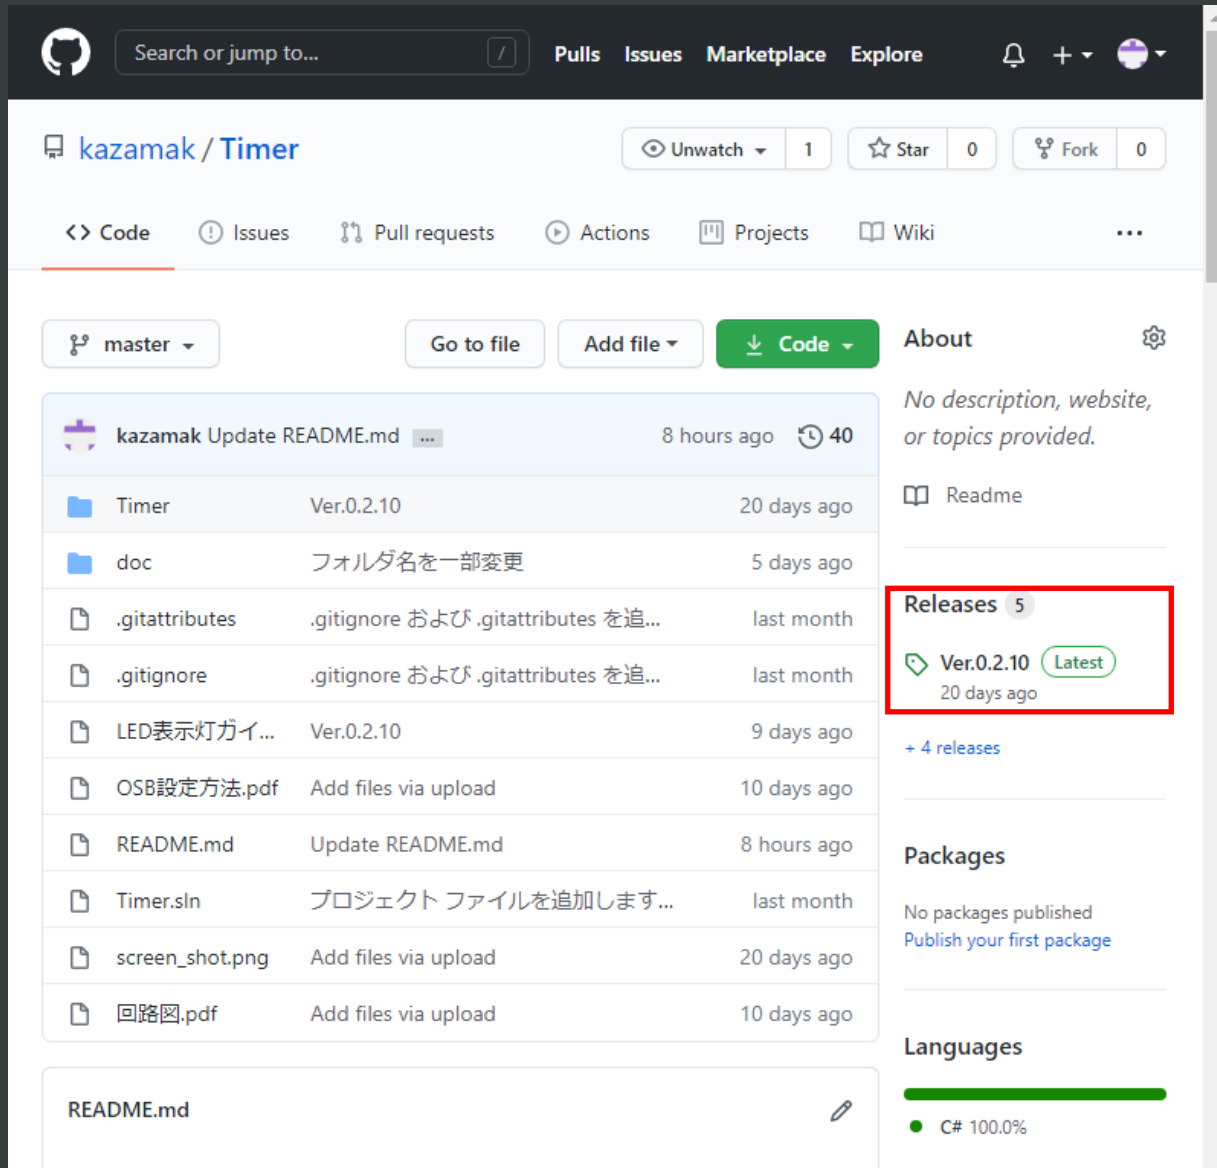 Search or jump to... /
Pulls Issues Marketplace Explore
kazamak / Timer
Unwatch 1 Star 0 Fork 0
Code Issues Pull requests Actions Projects Wiki ...
master Go to file Add file Code
kazamak Update README.md ... 8 hours ago 40
Timer Ver.0.2.10 20 days ago
doc フォルダ名を一部変更 5 days ago
.gitattributes .gitignore および .gitattributes を追... last month
.gitignore .gitignore および .gitattributes を追... last month
LED表示灯ガイ... Ver.0.2.10 9 days ago
OSB設定方法.pdf Add files via upload 10 days ago
README.md Update README.md 8 hours ago
Timer.sln プロジェクト ファイルを追加します... last month
screen_shot.png Add files via upload 20 days ago
回路図.pdf Add files via upload 10 days ago
README.md
About
No description, website,
or topics provided.
Readme
Releases 5
Ver.0.2.10 Latest
20 days ago
+ 4 releases
Packages
No packages published
Publish your first package
Languages
C# 100.0%